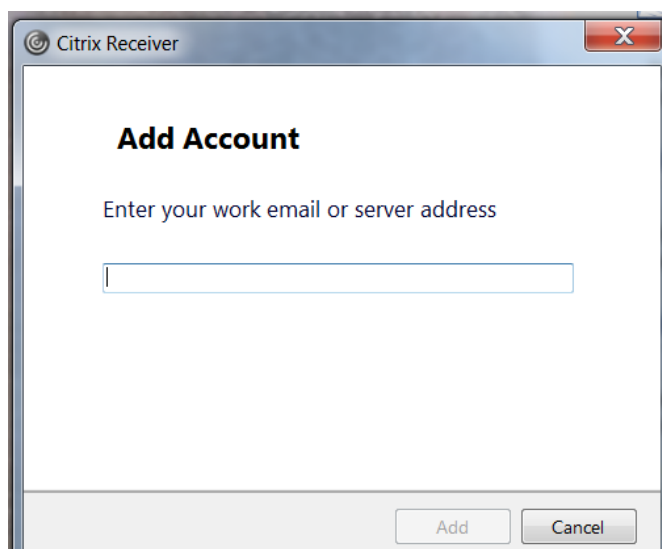 Citrix Receiver
Add Account
Enter your work email or server address
Add Cancel